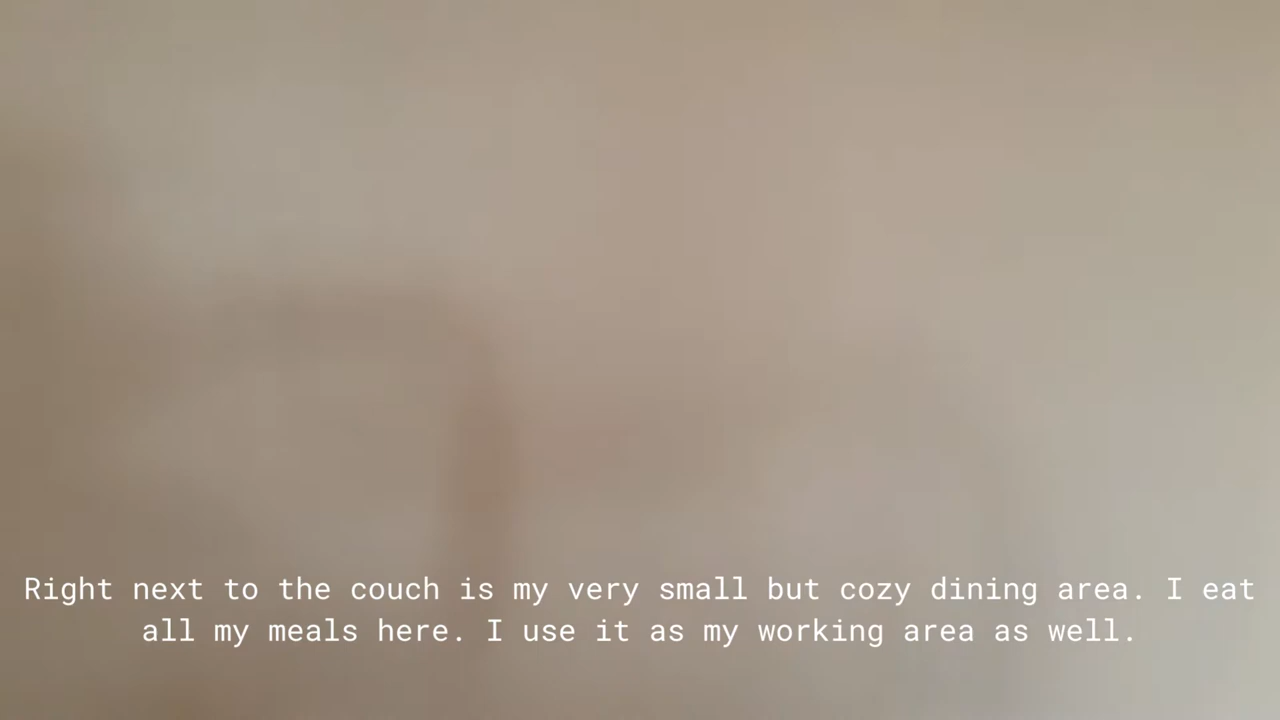 Right next to the couch is my very small but cozy dining area. I eat
all my meals here. I use it as my working area as well.